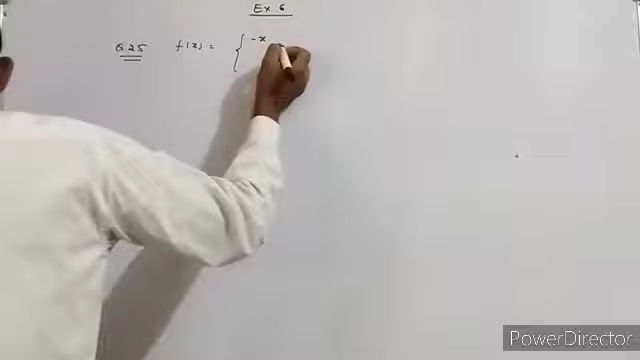 Ex 6
Q.25 f(x) = { -x
PowerDirector